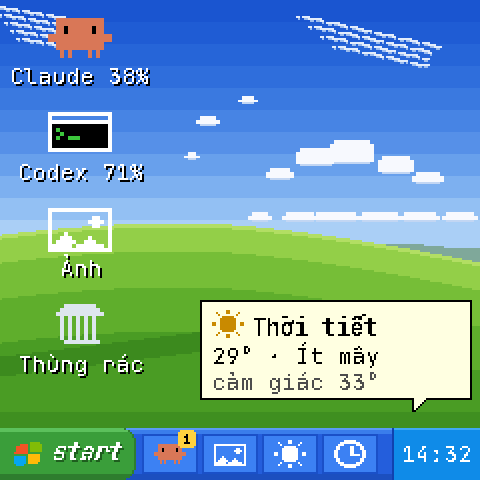 Claude 38%
>_
Codex 71%
Ảnh
Thùng rác
Thời tiết
29° · Ít mây
cảm giác 33°
start
1
14:32